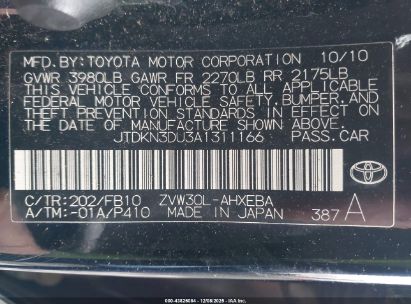 MFD.BY:TOYOTA MOTOR CORPORATION 10/10
GVWR 3980LB GAWR FR 2270LB RR 2175LB
THIS VEHICLE CONFORMS TO ALL APPLICABLE
FEDERAL MOTOR VEHICLE SAFETY, BUMPER, AND
THEFT PREVENTION STANDARDS IN EFFECT ON
THE DATE OF MANUFACTURE SHOWN ABOVE.
JTDKN3DU3A1311166 PASS.CAR
TOYOTA
C/TR:202/FB10 ZVW30L-AHXEBA
A/TM:-01A/P410 MADE IN JAPAN 387 A